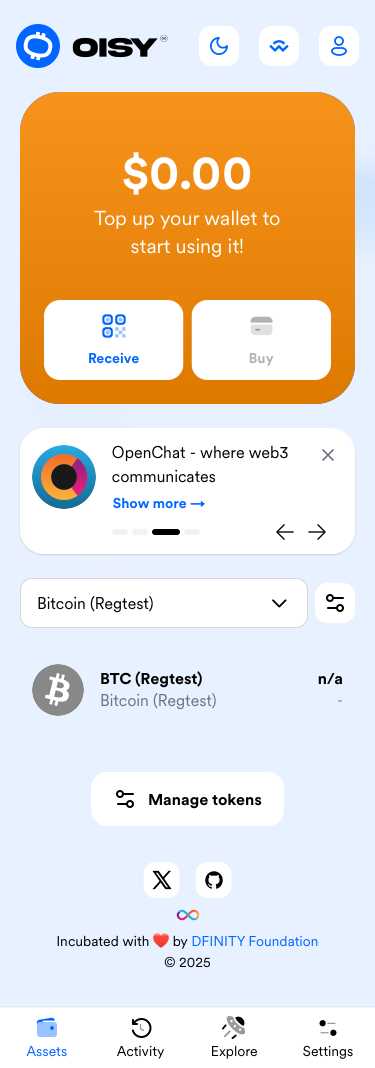 OISY
$0.00
Top up your wallet to
start using it!
Receive
Buy
OpenChat - where web3
communicates
Show more →
Bitcoin (Regtest)
BTC (Regtest)
n/a
Bitcoin (Regtest)
-
Manage tokens
Incubated with ❤️ by DFINITY Foundation
© 2025
Assets
Activity
Explore
Settings